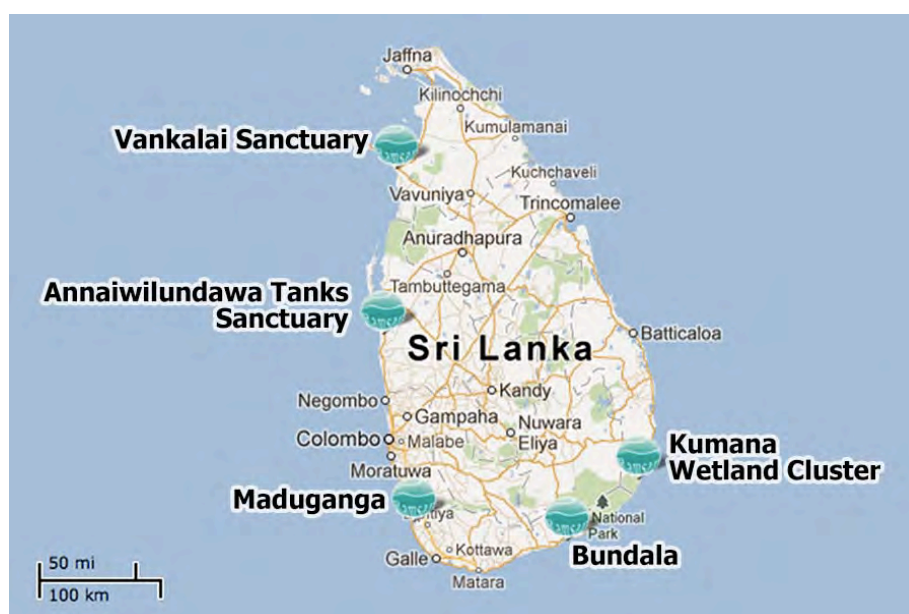 Jaffna
Kilinochchi
Kumulamanai
Vankalai Sanctuary
Kuchchaveli
Vavuniya
Trincomalee
Anuradhapura
Tambuttegama
Annaiwilundawa Tanks
Sanctuary
Batticaloa
Sri Lanka
Kandy
Negombo
Gampaha
Nuwara
Eliya
Colombo
Malabe
Kumana
Wetland Cluster
Moratuwa
Maduganga
National
Park
Bundala
Kottawa
Galle
Matara
50 mi
100 km